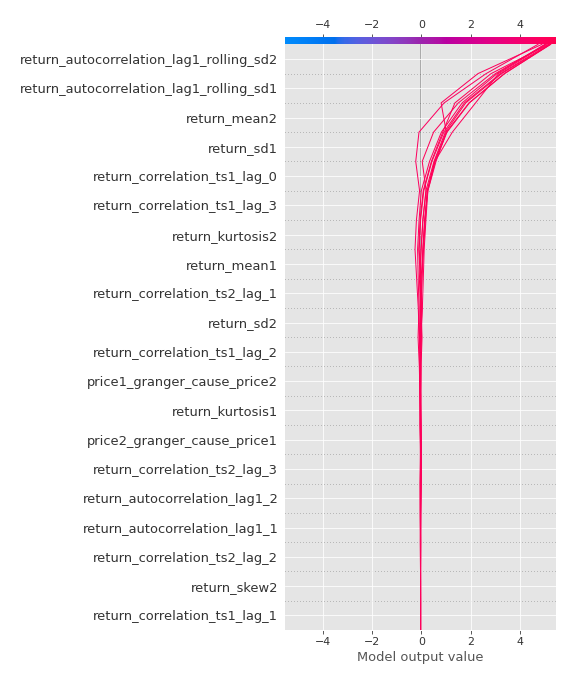 −4 −2 0 2 4
return_autocorrelation_lag1_rolling_sd2
return_autocorrelation_lag1_rolling_sd1
return_mean2
return_sd1
return_correlation_ts1_lag_0
return_correlation_ts1_lag_3
return_kurtosis2
return_mean1
return_correlation_ts2_lag_1
return_sd2
return_correlation_ts1_lag_2
price1_granger_cause_price2
return_kurtosis1
price2_granger_cause_price1
return_correlation_ts2_lag_3
return_autocorrelation_lag1_2
return_autocorrelation_lag1_1
return_correlation_ts2_lag_2
return_skew2
return_correlation_ts1_lag_1
−4 −2 0 2 4
Model output value